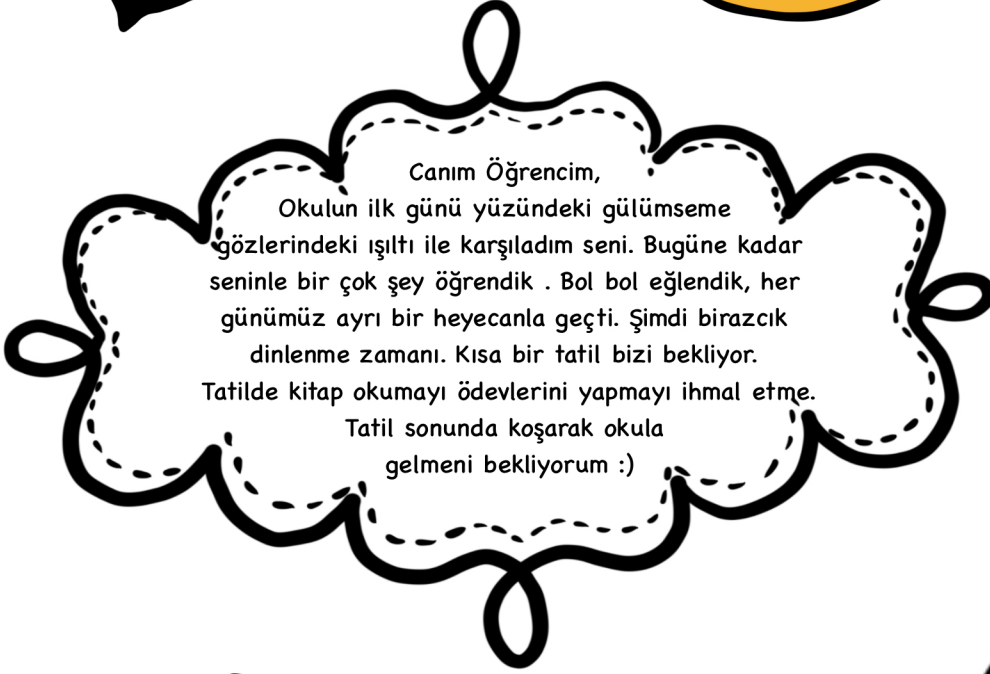 Canım Öğrencim,
Okulun ilk günü yüzündeki gülümseme
gözlerindeki ışıltı ile karşıladım seni. Bugüne kadar
seninle bir çok şey öğrendik . Bol bol eğlendik, her
günümüz ayrı bir heyecanla geçti. Şimdi birazcık
dinlenme zamanı. Kısa bir tatil bizi bekliyor.
Tatilde kitap okumayı ödevlerini yapmayı ihmal etme.
Tatil sonunda koşarak okula
gelmeni bekliyorum :)